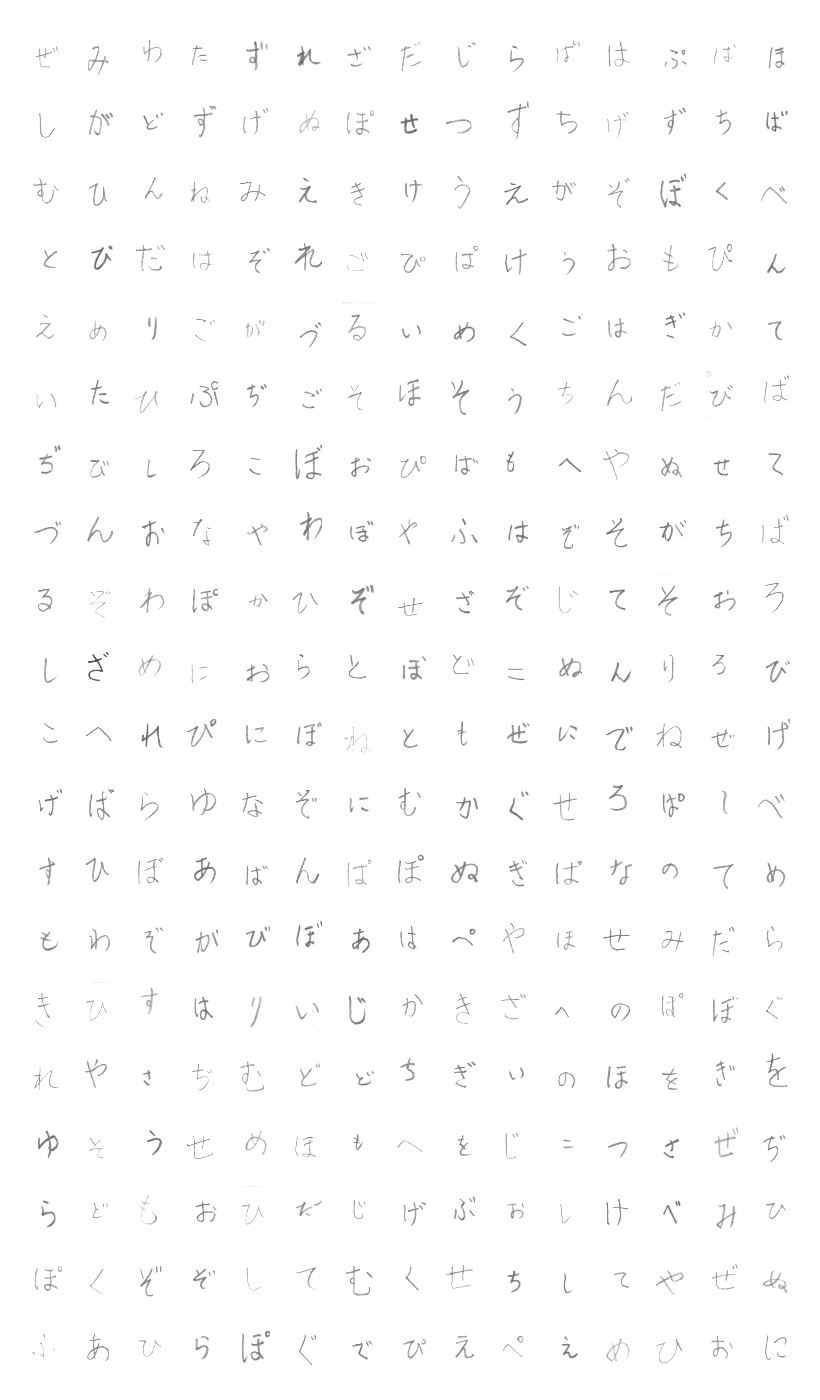 ぜみわたずれざだじらばはぷばほ
しがどずげぬぽせつずちげずちば
むひんねみえきけうえがぞぼくべ
とびだはぞれごぴぱけうおもぴん
えめりごがづるいめくごはぎかて
いたひぷぢごそほそうちんだびば
ぢびしろこぼおぴばもへやぬせて
づんおなやわぼやふはぞそがちば
るぞわぽかひぞせざぞじてそおろ
しざめにおらとぼどこぬんりろび
こへれぴにぼねともぜにでねぜげ
げばらゆなぞにむかぐせろぱしべ
すひぼあばんぱぽぬぎばなのてめ
もわぞがびぼあはぺやほせみだら
きひすはりいじかきざへのぽぼぐ
れやさぢむどどちぎいのほをぎを
ゆそうせめほもへをじこつさぜぢ
らどもおひだじげぶおしけべみひ
ぽくぞぞしてむくせちしてやぜぬ
ふあひらぽぐでぴえぺえめひおに